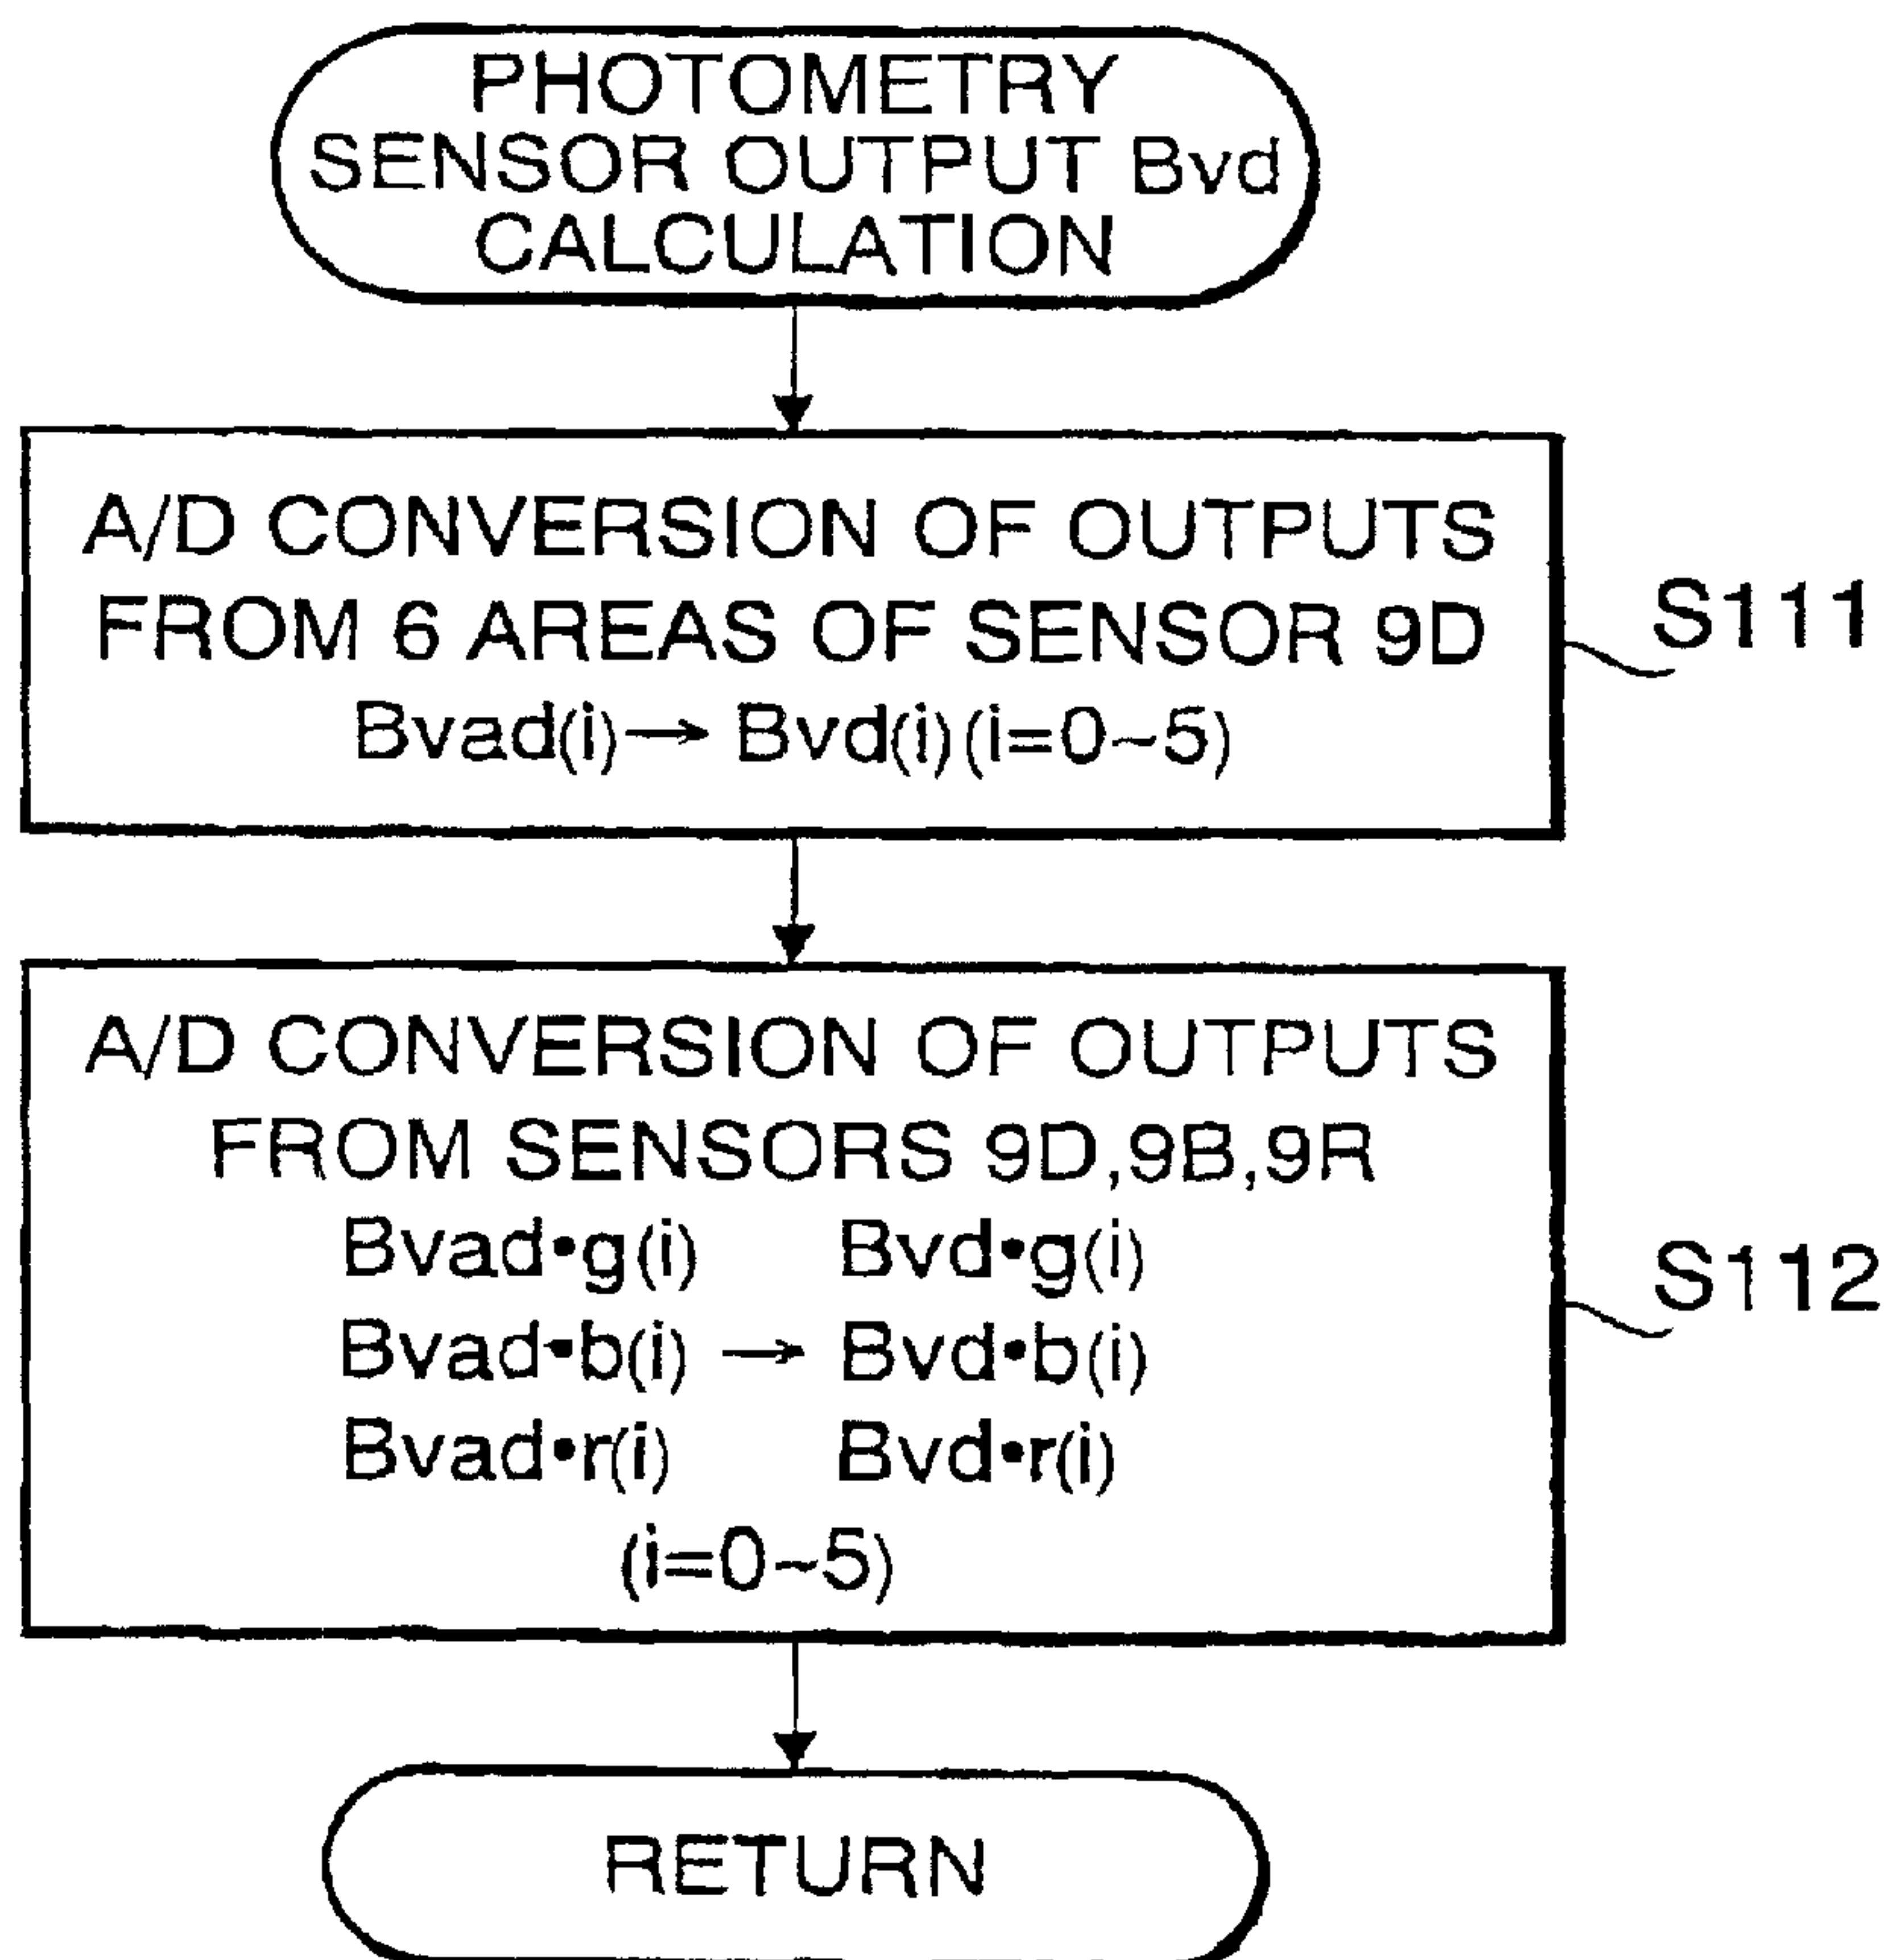 PHOTOMETRY
SENSOR OUTPUT Bvd
CALCULATION
A/D CONVERSION OF OUTPUTS
FROM 6 AREAS OF SENSOR 9D
Bvad(i)→ Bvd(i)(i=0~5)
S111
A/D CONVERSION OF OUTPUTS
FROM SENSORS 9D,9B,9R
Bvad•g(i) Bvd•g(i)
Bvad•b(i) → Bvd•b(i)
Bvad•r(i) Bvd•r(i)
(i=0~5)
S112
RETURN